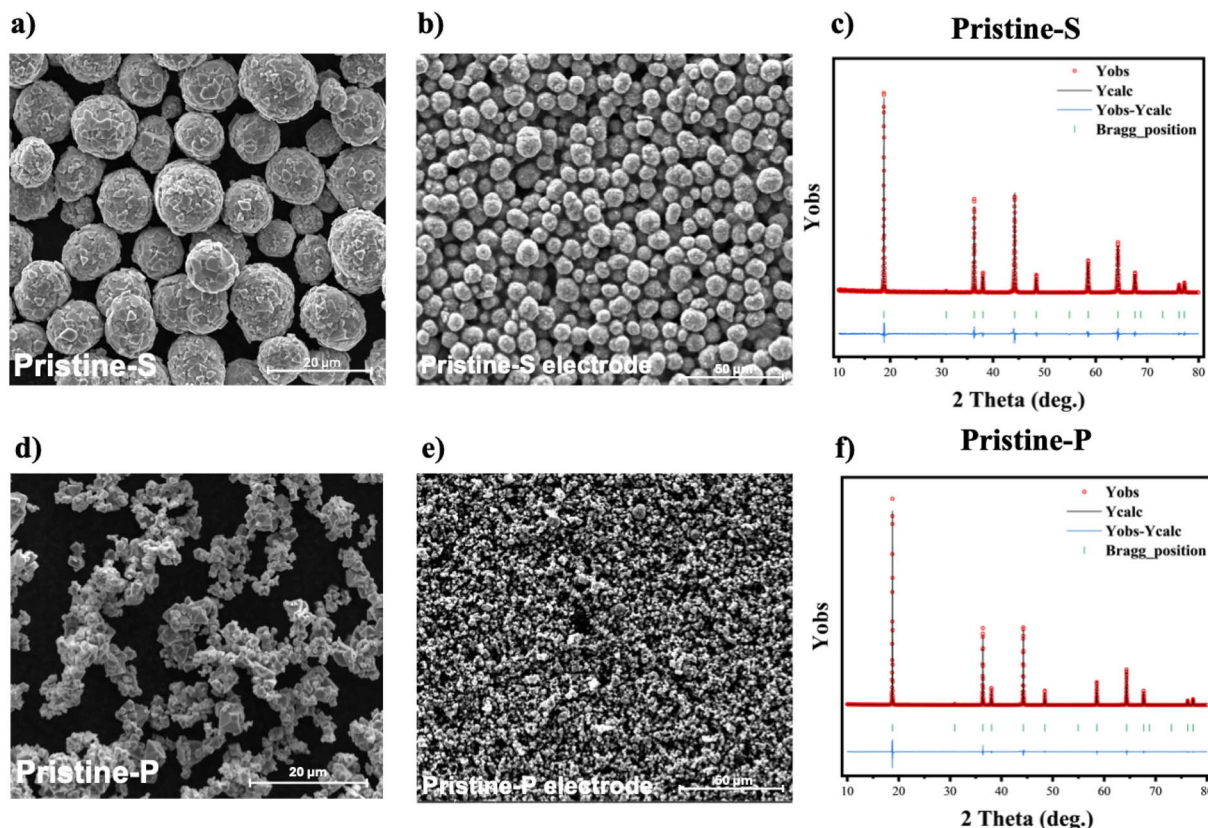 a)
b)
c)
Pristine-S
Pristine-S
20 µm
Pristine-S electrode
50 µm
Yobs
Yobs
Ycalc
Yobs-Ycalc
Bragg_position
10 20 30 40 50 60 70 80
2 Theta (deg.)
d)
e)
f)
Pristine-P
Pristine-P
20 µm
Pristine-P electrode
50 µm
Yobs
Yobs
Ycalc
Yobs-Ycalc
Bragg_position
10 20 30 40 50 60 70 80
2 Theta (deg.)